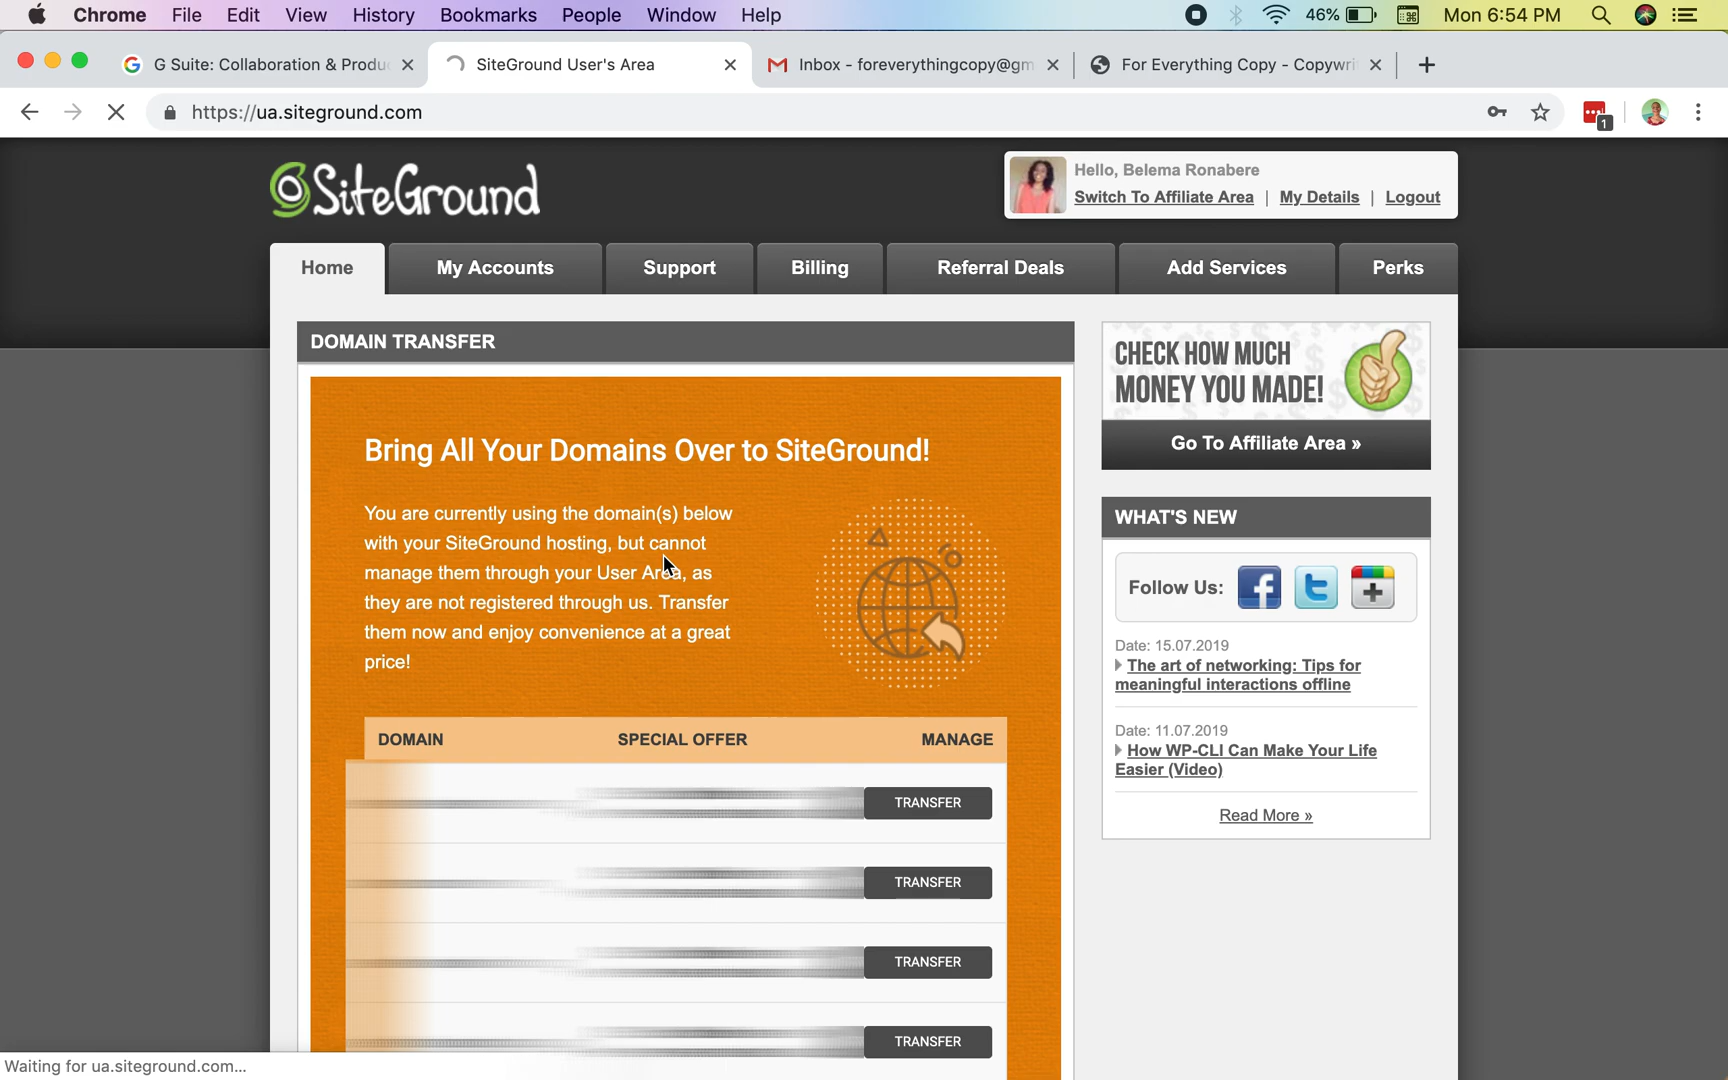 Chrome File Edit View History Bookmarks People Window Help 46% Mon 6:54 PM
G Suite: Collaboration & Produ SiteGround User's Area Inbox - foreverythingcopy@gm For Everything Copy - Copywri
https://ua.siteground.com 1
SiteGround
Hello, Belema Ronabere
Switch To Affiliate Area | My Details | Logout
Home My Accounts Support Billing Referral Deals Add Services Perks
DOMAIN TRANSFER
Bring All Your Domains Over to SiteGround!
You are currently using the domain(s) below
with your SiteGround hosting, but cannot
manage them through your User Area, as
they are not registered through us. Transfer
them now and enjoy convenience at a great
price!
DOMAIN SPECIAL OFFER MANAGE
TRANSFER
TRANSFER
TRANSFER
TRANSFER
CHECK HOW MUCH
MONEY YOU MADE!
Go To Affiliate Area »
WHAT'S NEW
Follow Us:
Date: 15.07.2019
The art of networking: Tips for
meaningful interactions offline
Date: 11.07.2019
How WP-CLI Can Make Your Life
Easier (Video)
Read More »
Waiting for ua.siteground.com...